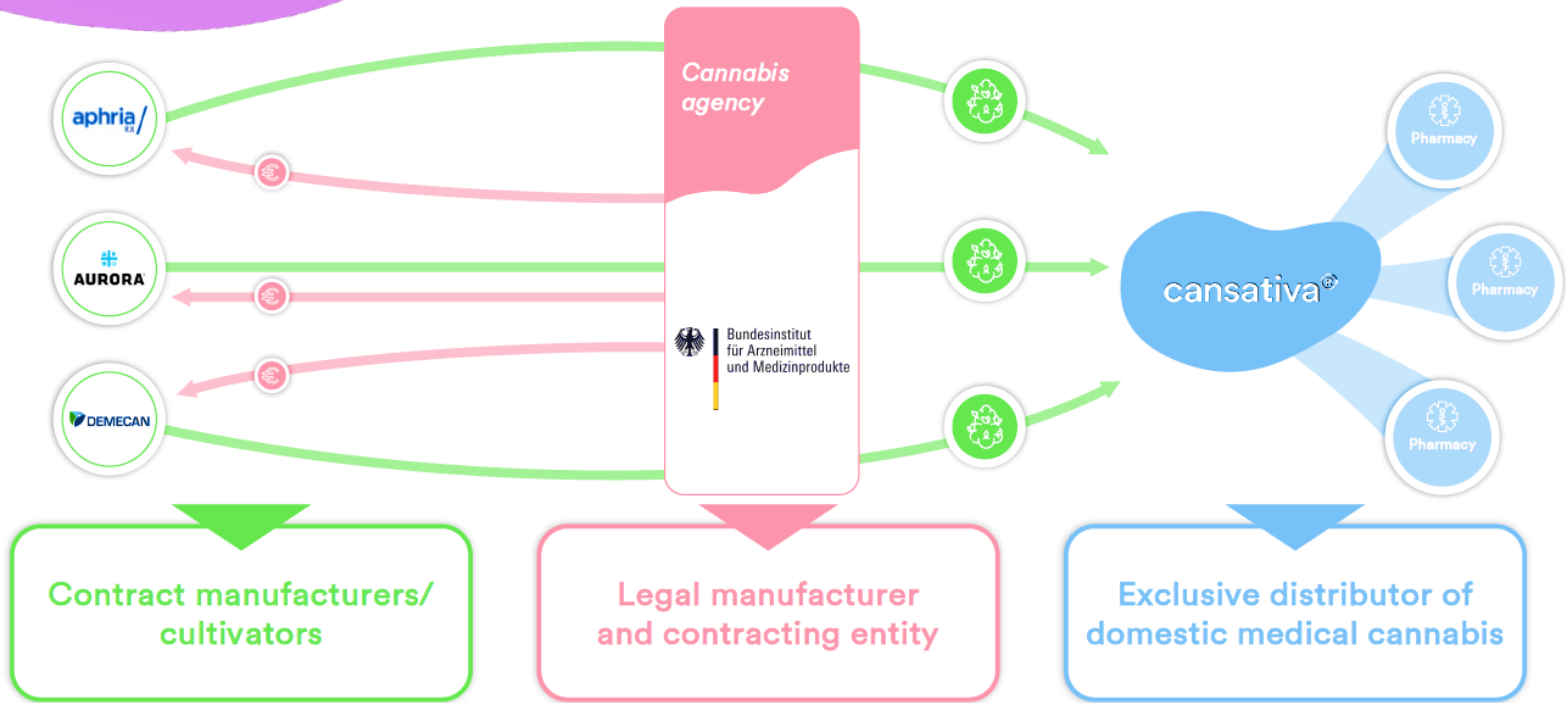 aphria/
RX
AURORA
DEMECAN
Cannabis
agency
Bundesinstitut
für Arzneimittel
und Medizinprodukte
cansativa®
Pharmacy
Pharmacy
Pharmacy
Contract manufacturers/
cultivators
Legal manufacturer
and contracting entity
Exclusive distributor of
domestic medical cannabis